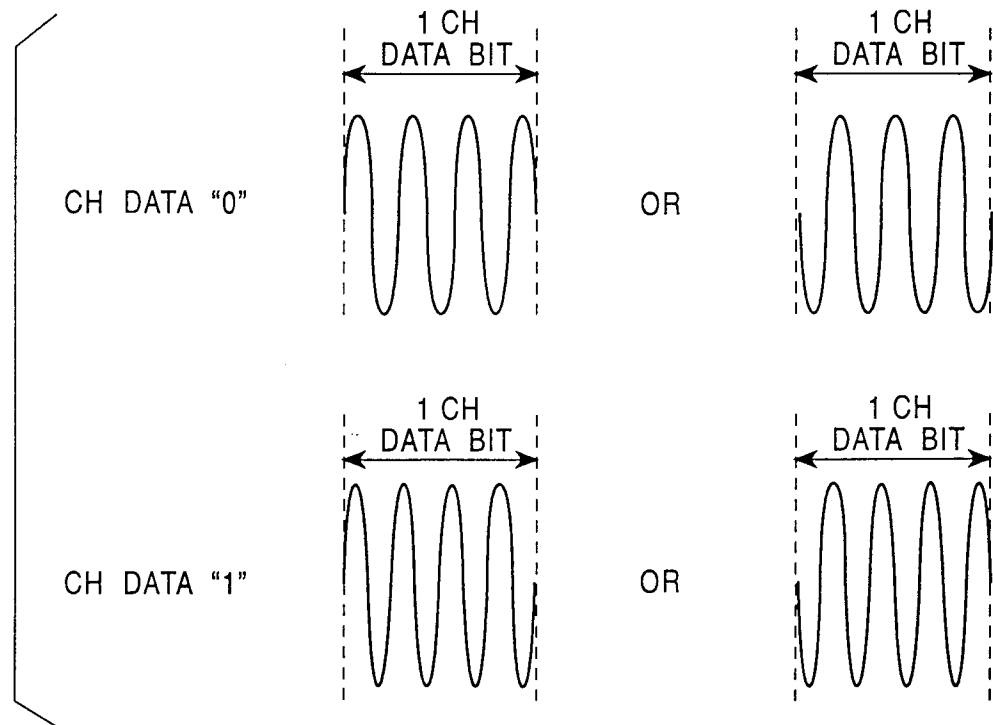 1 CH
DATA BIT
1 CH
DATA BIT
CH DATA “0”
OR
1 CH
DATA BIT
1 CH
DATA BIT
CH DATA “1”
OR